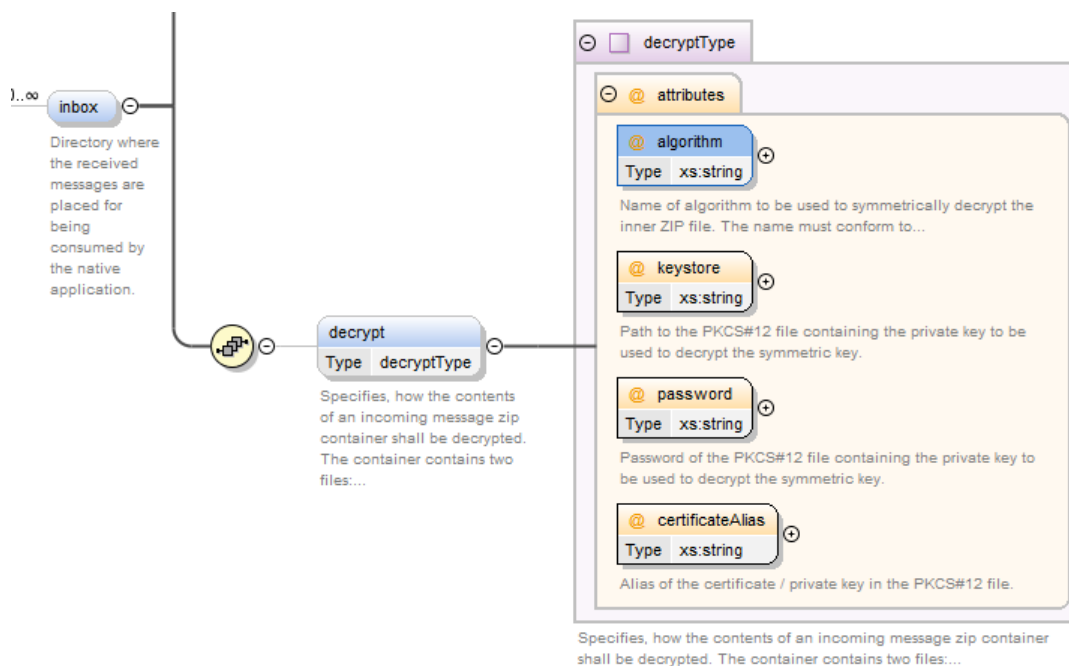 decryptType
@ attributes
0..∞
inbox
Directory where
the received
messages are
placed for
being
consumed by
the native
application.
@ algorithm
Type xs:string
Name of algorithm to be used to symmetrically decrypt the
inner ZIP file. The name must conform to...
@ keystore
Type xs:string
Path to the PKCS#12 file containing the private key to be
used to decrypt the symmetric key.
decrypt
Type decryptType
Specifies, how the contents
of an incoming message zip
container shall be decrypted.
The container contains two
files:...
@ password
Type xs:string
Password of the PKCS#12 file containing the private key to
be used to decrypt the symmetric key.
@ certificateAlias
Type xs:string
Alias of the certificate / private key in the PKCS#12 file.
Specifies, how the contents of an incoming message zip container
shall be decrypted. The container contains two files:...